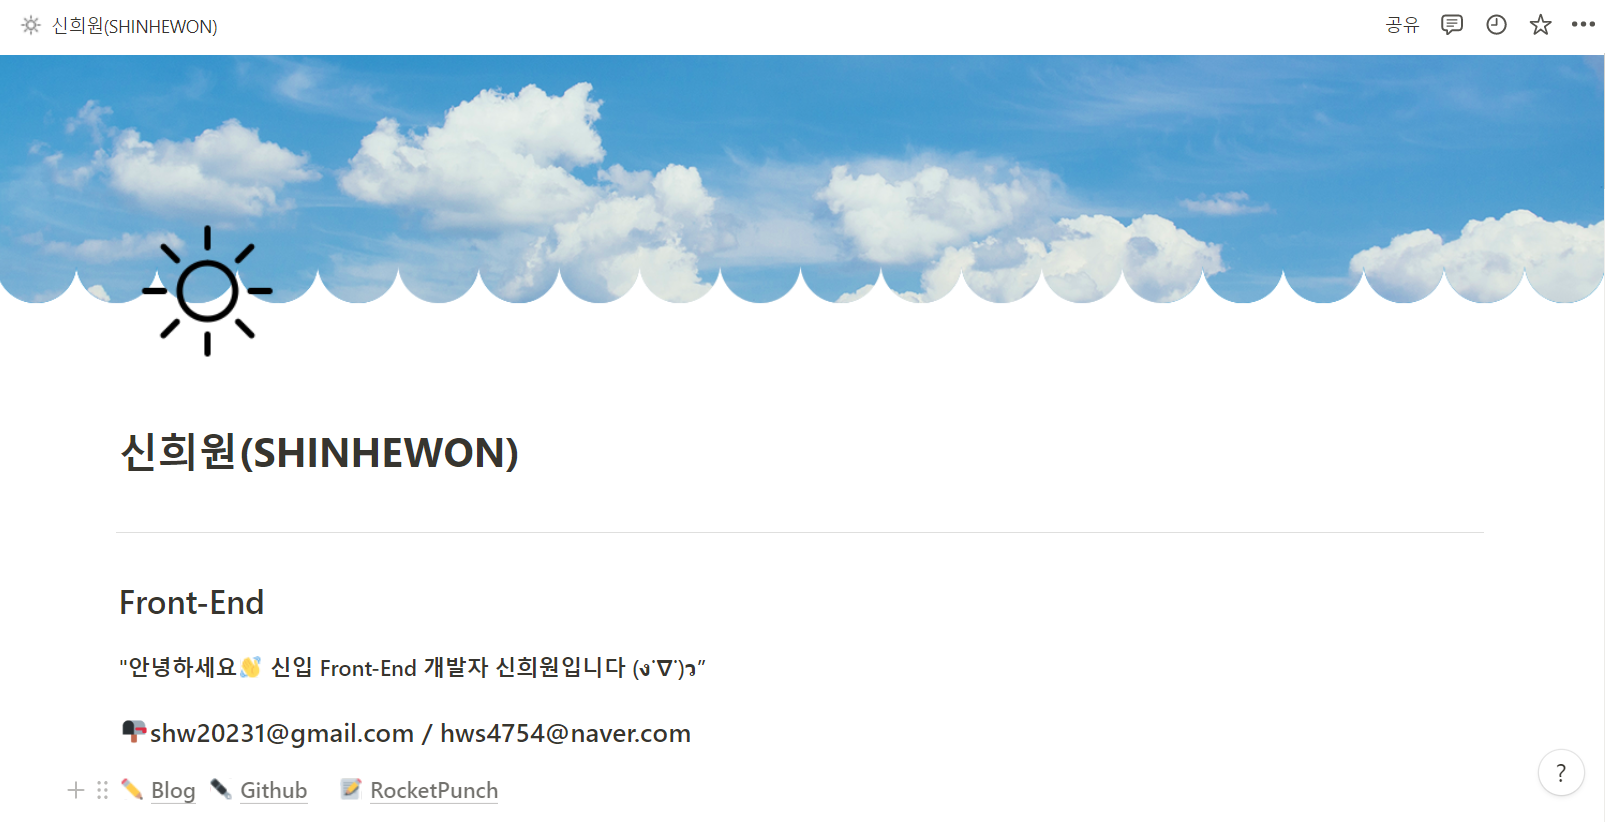 신희원(SHINHEWON)
공유
신희원(SHINHEWON)
Front-End
"안녕하세요👋 신입 Front-End 개발자 신희원입니다 (ง˙∇˙)ว”
📭shw20231@gmail.com / hws4754@naver.com
✏️ Blog ✒️ Github 📝 RocketPunch
?